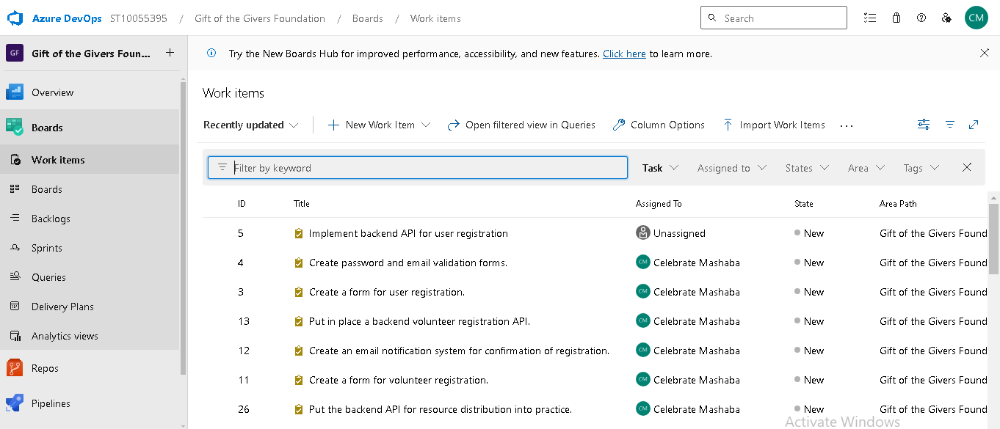 Azure DevOps ST10055395 / Gift of the Givers Foundation / Boards / Work items Search CM
GF Gift of the Givers Foun... +
Try the New Boards Hub for improved performance, accessibility, and new features. Click here to learn more.
Overview
Boards
Work items
Boards
Backlogs
Sprints
Queries
Delivery Plans
Analytics views
Repos
Pipelines
Work items
Recently updated New Work Item Open filtered view in Queries Column Options Import Work Items ...
Filter by keyword Task Assigned to States Area Tags
ID Title Assigned To State Area Path
5 Implement backend API for user registration Unassigned New Gift of the Givers Found
4 Create password and email validation forms. CM Celebrate Mashaba New Gift of the Givers Found
3 Create a form for user registration. CM Celebrate Mashaba New Gift of the Givers Found
13 Put in place a backend volunteer registration API. CM Celebrate Mashaba New Gift of the Givers Found
12 Create an email notification system for confirmation of registration. CM Celebrate Mashaba New Gift of the Givers Found
11 Create a form for volunteer registration. CM Celebrate Mashaba New Gift of the Givers Found
26 Put the backend API for resource distribution into practice. CM Celebrate Mashaba New Gift of the Givers Found
Activate Windows